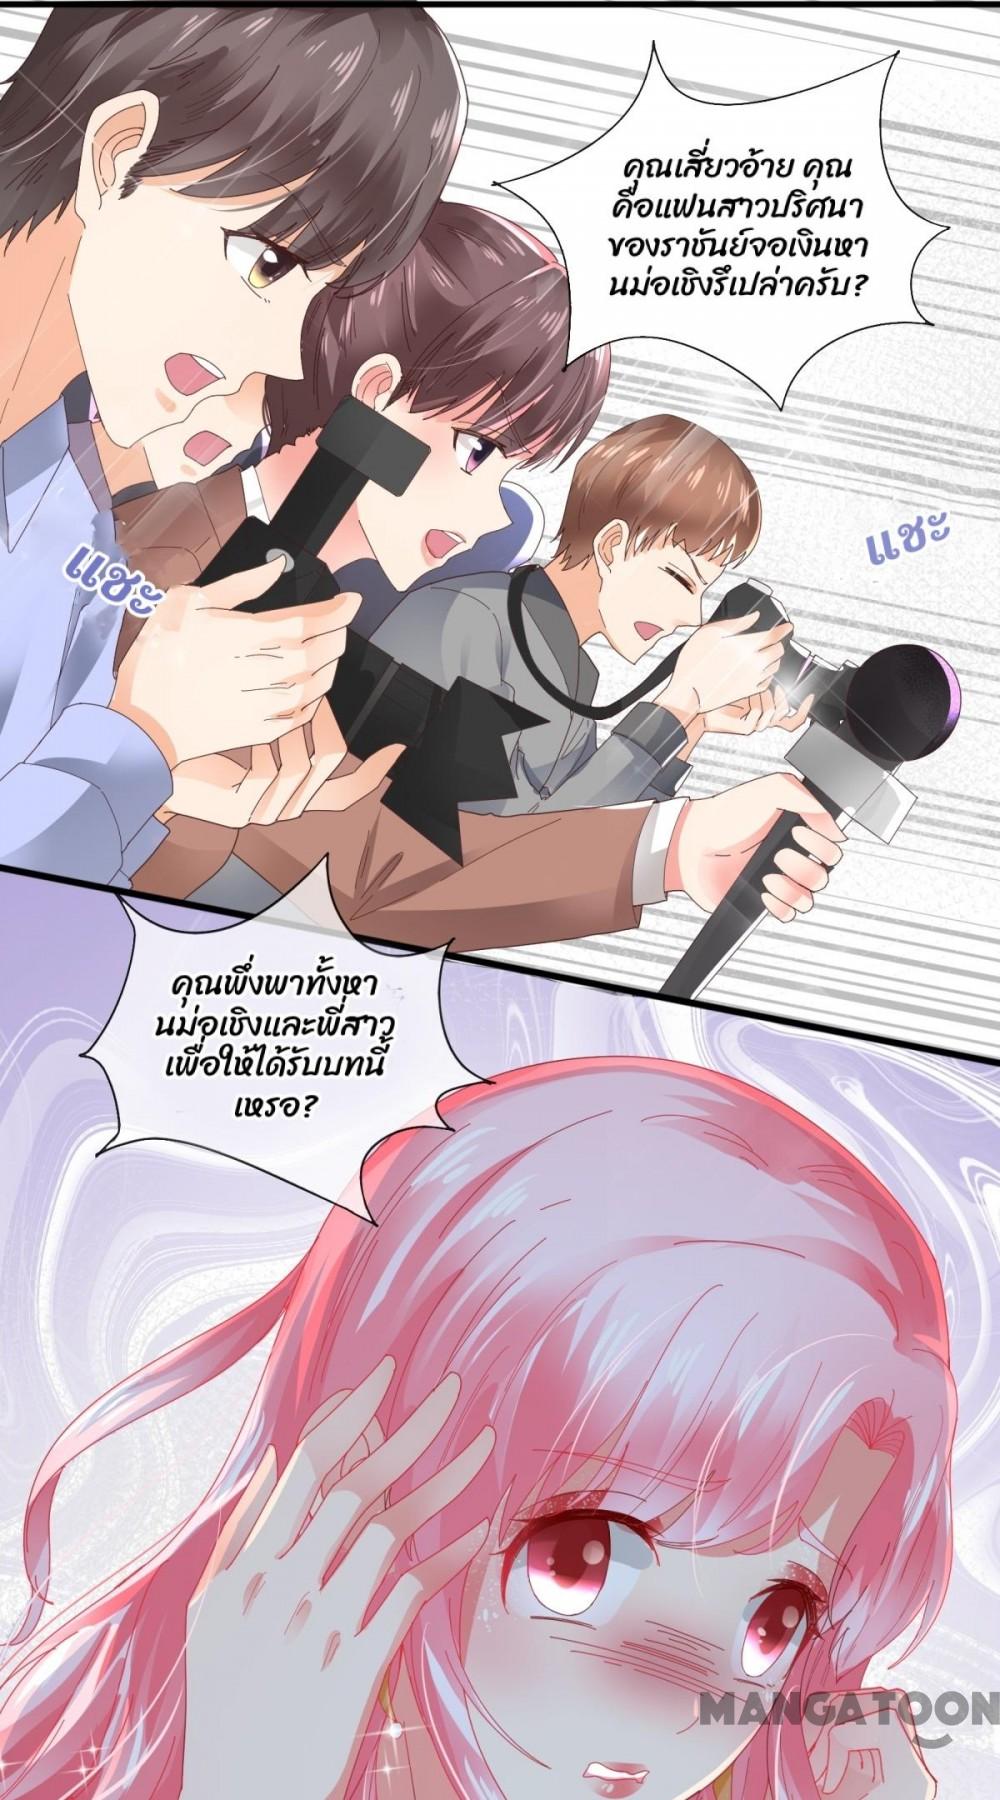 คุณเสี่ยวอ้าย คุณ
คือแฟนสาวปริศนา
ของราชันย์จอเงินหา
นม่อเชิงรึเปล่าครับ?
แชะ
แชะ
คุณพึ่งพาทั้งหา
นม่อเชิงและพี่สาว
เพื่อให้ได้รับบทนี้
เหรอ?
MANGATOON